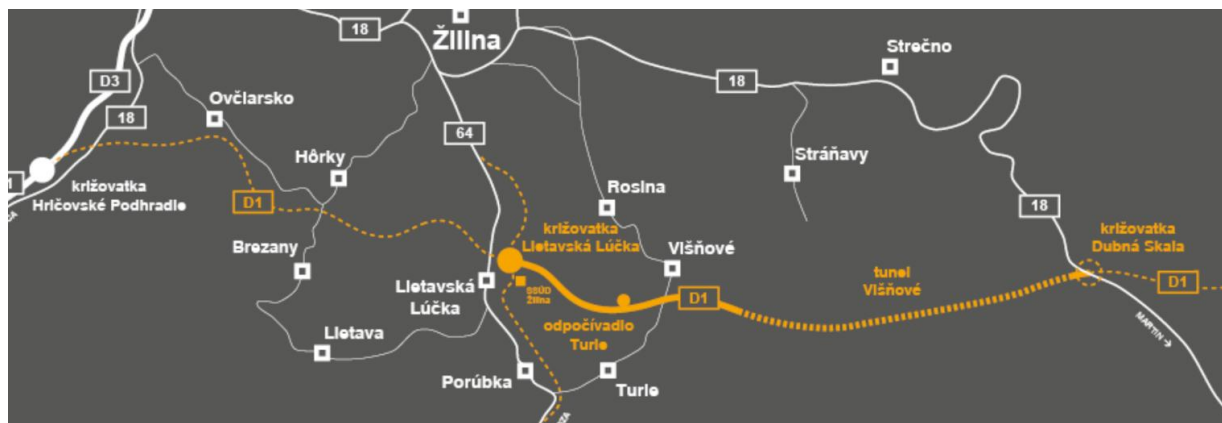 18
Žilina
Strečno
D3
18
Ovčiarsko
18
64
Hôrky
Stráňavy
križovatka
Hričovské Podhradie
D1
Rosina
18
križovatka
Lietavská Lúčka
križovatka
Dubná Skala
Brezany
Višňové
tunel
Višňové
Lietavská
Lúčka
SSÚD
Žilina
D1
D1
odpočívadlo
Turie
Lietava
MARTIN →
Porúbka
Turie